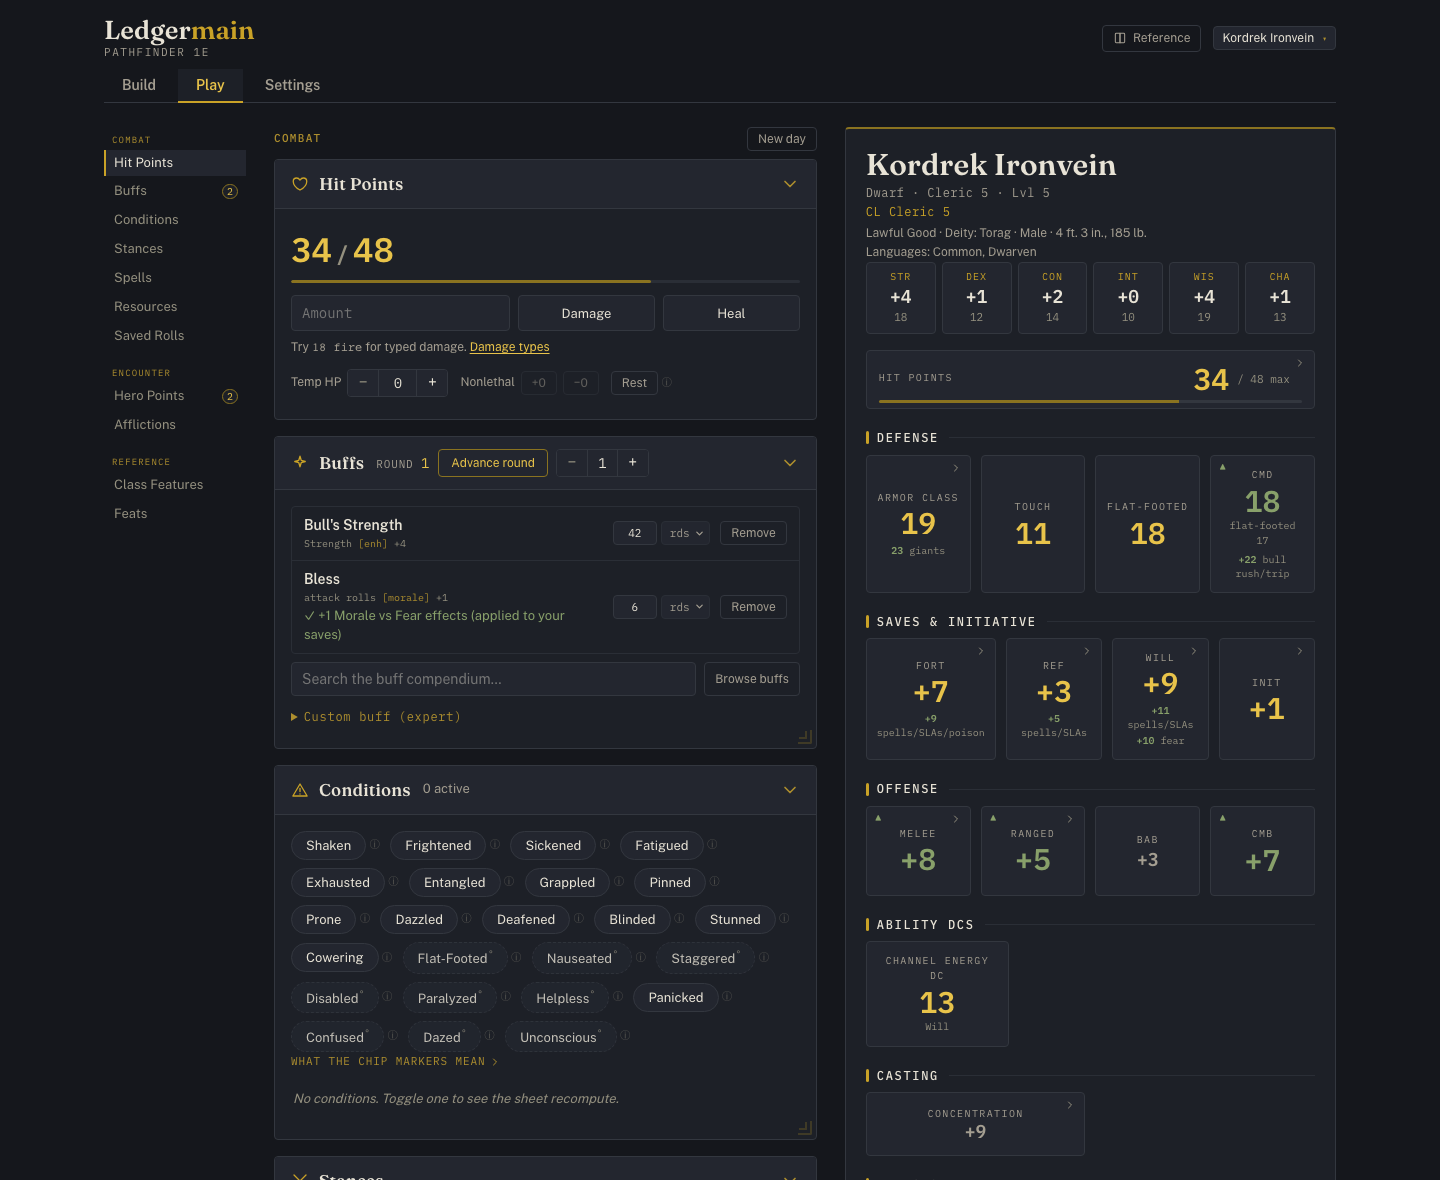 Ledgermain
PATHFINDER 1E
Reference
Kordrek Ironvein
Build
Play
Settings
COMBAT
Hit Points
Buffs
2
Conditions
Stances
Spells
Resources
Saved Rolls
ENCOUNTER
Hero Points
2
Afflictions
REFERENCE
Class Features
Feats
COMBAT
New day
Hit Points
34 / 48
Amount
Damage
Heal
Try 18 fire for typed damage. Damage types
Temp HP
−
0
+
Nonlethal
+0
−0
Rest
ⓘ
Buffs
ROUND 1
Advance round
−
1
+
Bull's Strength
Strength [enh] +4
42
rds
Remove
Bless
attack rolls [morale] +1
✓ +1 Morale vs Fear effects (applied to your
saves)
6
rds
Remove
Search the buff compendium...
Browse buffs
▶ Custom buff (expert)
Conditions
0 active
Shaken ⓘ Frightened ⓘ Sickened ⓘ Fatigued ⓘ
Exhausted ⓘ Entangled ⓘ Grappled ⓘ Pinned ⓘ
Prone ⓘ Dazzled ⓘ Deafened ⓘ Blinded ⓘ Stunned ⓘ
Cowering ⓘ Flat-Footed° ⓘ Nauseated° ⓘ Staggered° ⓘ
Disabled° ⓘ Paralyzed° ⓘ Helpless° ⓘ Panicked ⓘ
Confused° ⓘ Dazed° ⓘ Unconscious° ⓘ
WHAT THE CHIP MARKERS MEAN >
No conditions. Toggle one to see the sheet recompute.
Stances
Kordrek Ironvein
Dwarf · Cleric 5 · Lvl 5
CL Cleric 5
Lawful Good · Deity: Torag · Male · 4 ft. 3 in., 185 lb.
Languages: Common, Dwarven
STR
+4
18
DEX
+1
12
CON
+2
14
INT
+0
10
WIS
+4
19
CHA
+1
13
HIT POINTS
34 / 48 max
DEFENSE
ARMOR CLASS
19
23 giants
TOUCH
11
FLAT-FOOTED
18
▲
CMD
18
flat-footed
17
+22 bull
rush/trip
SAVES & INITIATIVE
FORT
+7
+9
spells/SLAs/poison
REF
+3
+5
spells/SLAs
WILL
+9
+11
spells/SLAs
+10 fear
INIT
+1
OFFENSE
▲
MELEE
+8
▲
RANGED
+5
BAB
+3
▲
CMB
+7
ABILITY DCS
CHANNEL ENERGY
DC
13
Will
CASTING
CONCENTRATION
+9